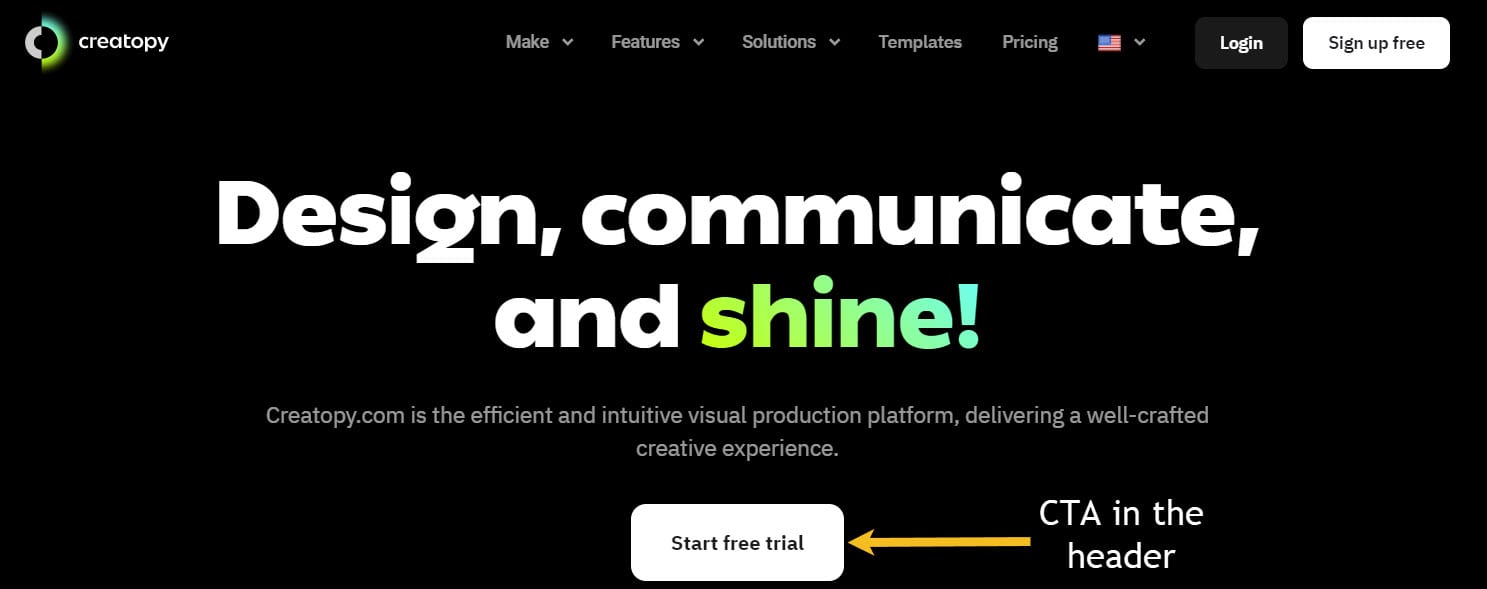 creatopy
Make
Features
Solutions
Templates
Pricing
Login
Sign up free
Design, communicate,
and shine!
Creatopy.com is the efficient and intuitive visual production platform, delivering a well-crafted
creative experience.
Start free trial
CTA in the
header